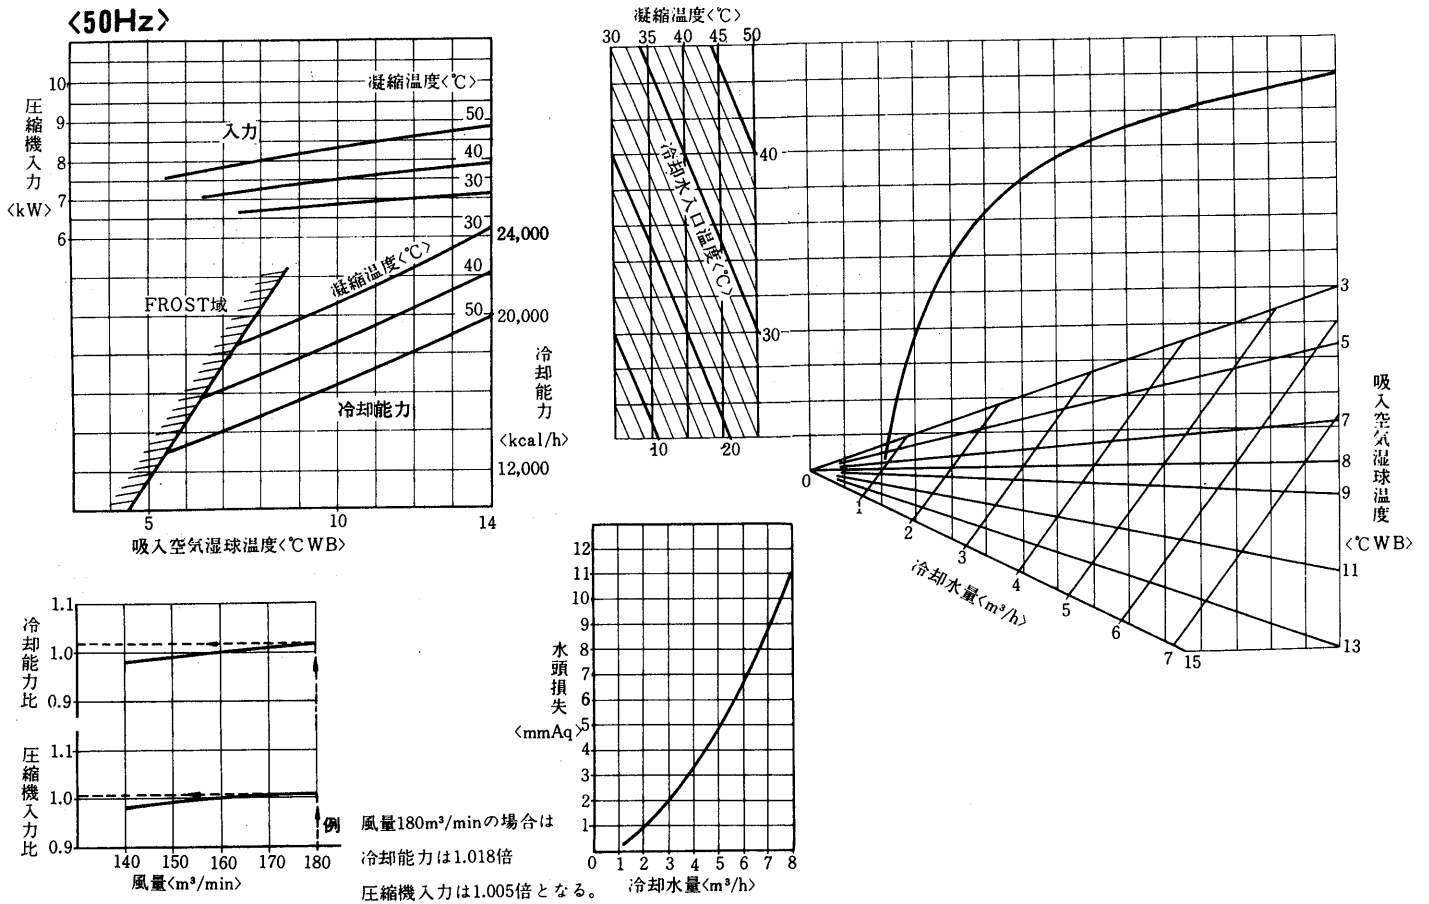 <50Hz>
圧縮機入力
<kW>
10
9
8
7
6
凝縮温度<℃>
入力
50
40
30
30
凝縮温度<℃>
40
50
FROST域
冷却能力
24,000
20,000
冷却能力
<kcal/h>
12,000
5
10
14
吸入空気湿球温度<℃WB>
凝縮温度<℃>
30 35 40 45 50
冷却水入口温度<℃>
40
30
10
20
3
5
7
8
9
11
13
15
吸入空気湿球温度
<℃WB>
0
1
2
3
4
5
6
7
冷却水量<m³/h>
冷却能力比
1.1
1.0
0.9
圧縮機入力比
1.1
1.0
0.9
140 150 160 170 180
風量<m³/min>
例
風量180m³/minの場合は
冷却能力は1.018倍
圧縮機入力は1.005倍となる。
水頭損失
<mmAq>
12
11
10
9
8
7
6
5
4
3
2
1
0 1 2 3 4 5 6 7 8
冷却水量<m³/h>